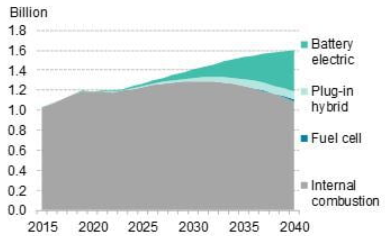 Billion
1.8
1.6
1.4
1.2
1.0
0.8
0.6
0.4
0.2
0.0
2015 2020 2025 2030 2035 2040
Battery
electric
Plug-in
hybrid
Fuel cell
Internal
combustion